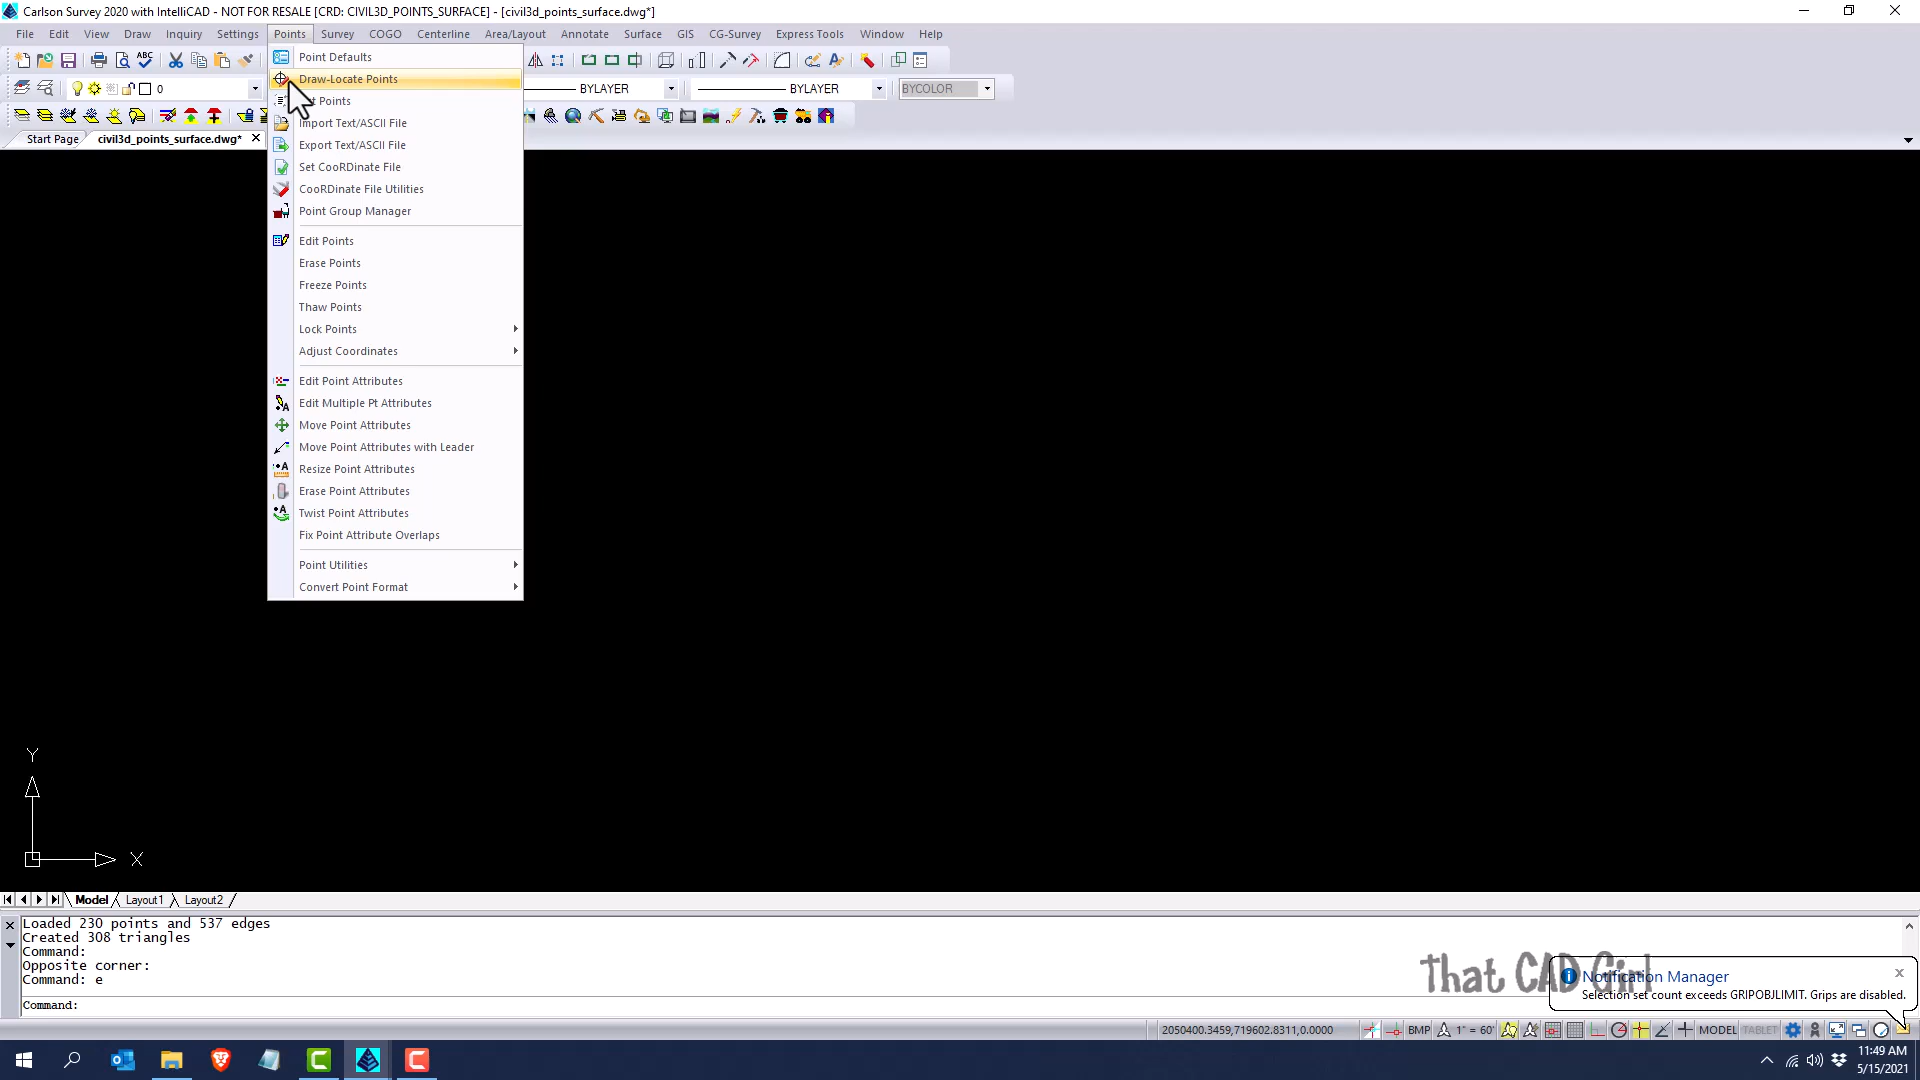 Carlson Survey 2020 with IntelliCAD - NOT FOR RESALE [CRD: CIVIL3D_POINTS_SURFACE] - [civil3d_points_surface.dwg*]
File Edit View Draw Inquiry Settings Points Survey COGO Centerline Area/Layout Annotate Surface GIS CG-Survey Express Tools Window Help
0 BYLAYER BYLAYER BYCOLOR
Start Page civil3d_points_surface.dwg*
Point Defaults
Draw-Locate Points
Points
Import Text/ASCII File
Export Text/ASCII File
Set CooRDinate File
CooRDinate File Utilities
Point Group Manager
Edit Points
Erase Points
Freeze Points
Thaw Points
Lock Points
Adjust Coordinates
Edit Point Attributes
Edit Multiple Pt Attributes
Move Point Attributes
Move Point Attributes with Leader
Resize Point Attributes
Erase Point Attributes
Twist Point Attributes
Fix Point Attribute Overlaps
Point Utilities
Convert Point Format
Y
X
Model Layout1 Layout2
Loaded 230 points and 537 edges
Created 308 triangles
Command:
Opposite corner:
Command: e
Command:
That CAD Girl
Notification Manager
Selection set count exceeds GRIPOBJLIMIT. Grips are disabled.
2050400.3459,719602.8311,0.0000 BMP 1" = 60' MODEL TABLET
11:49 AM
5/15/2021